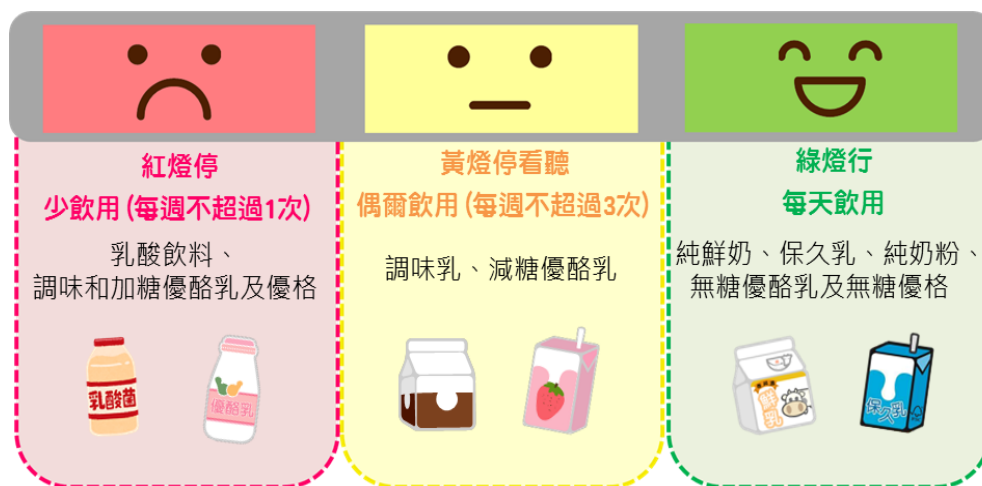 紅燈停
少飲用(每週不超過1次)
乳酸飲料、
調味和加糖優酪乳及優格
乳酸菌
優酪乳
黃燈停看聽
偶爾飲用(每週不超過3次)
調味乳、減糖優酪乳
綠燈行
每天飲用
純鮮奶、保久乳、純奶粉、
無糖優酪乳及無糖優格
鮮乳
保久乳